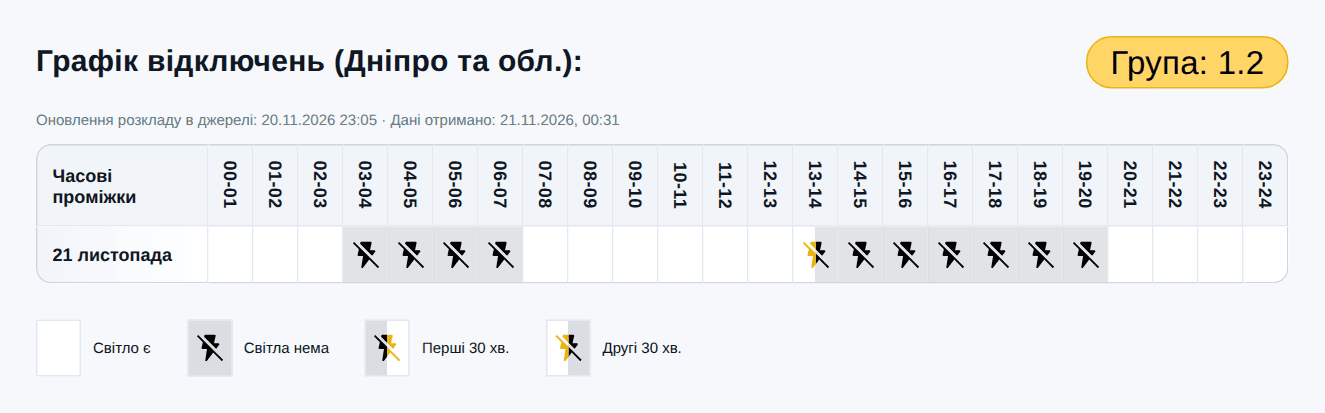 Графік відключень (Дніпро та обл.):
Група: 1.2
Оновлення розкладу в джерелі: 20.11.2026 23:05 · Дані отримано: 21.11.2026, 00:31
Часові
проміжки
00-01 01-02 02-03 03-04 04-05 05-06 06-07 07-08 08-09 09-10 10-11 11-12 12-13 13-14 14-15 15-16 16-17 17-18 18-19 19-20 20-21 21-22 22-23 23-24
21 листопада
Світло є
Світла нема
Перші 30 хв.
Другі 30 хв.